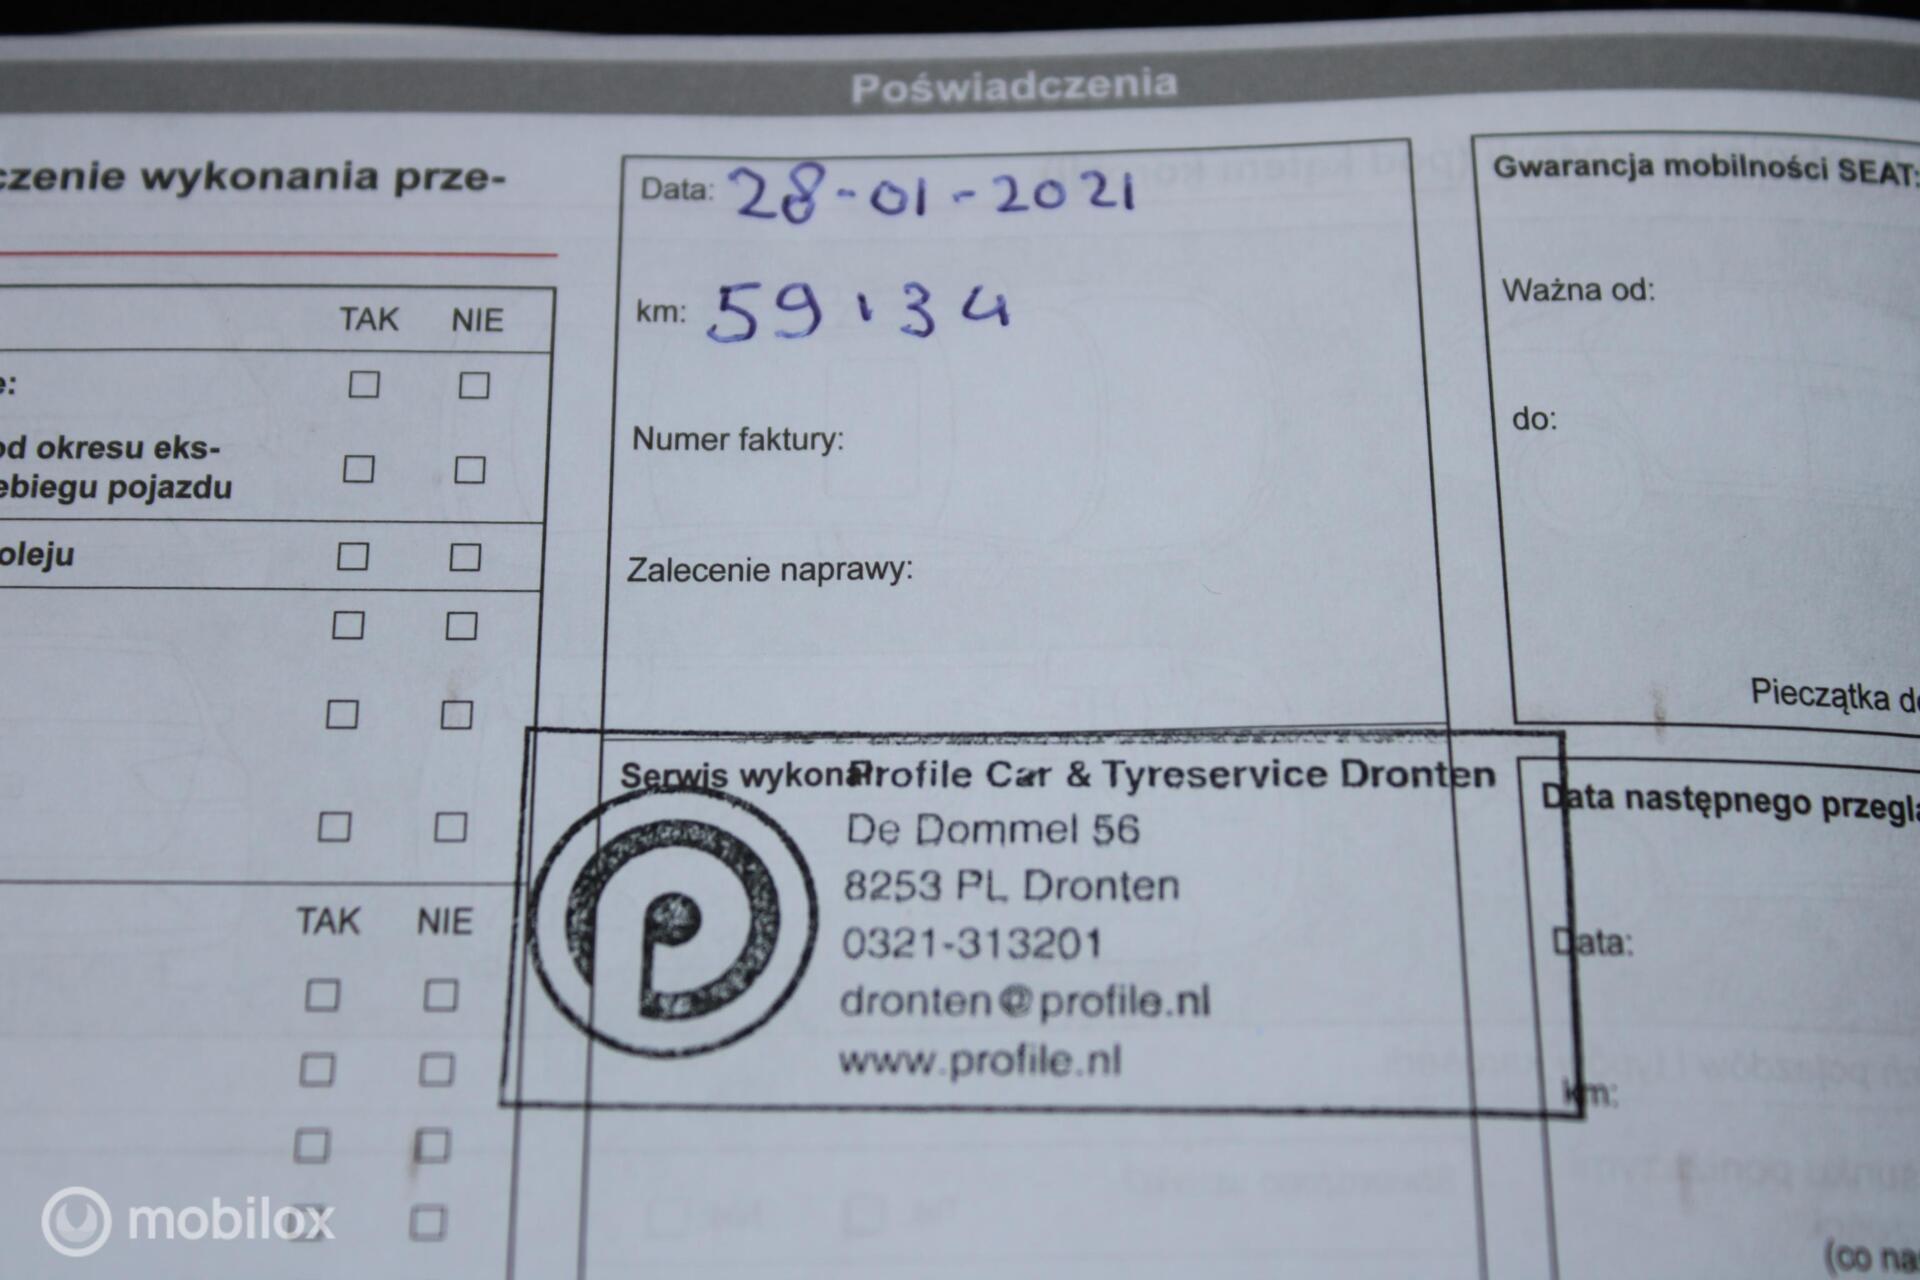 Poświadczenia
czenie wykonania prze-
TAK NIE
e:
od okresu eks-
ebiegu pojazdu
oleju
TAK NIE
Data: 28-01-2021
km: 59134
Numer faktury:
Zalecenie naprawy:
Serwis wykonał
Profile Car & Tyreservice Dronten
De Dommel 56
8253 PL Dronten
0321-313201
dronten@profile.nl
www.profile.nl
Gwarancja mobilności SEAT:
Ważna od:
do:
Pieczątka
Data następnego
Data:
km:
(co
mobilox